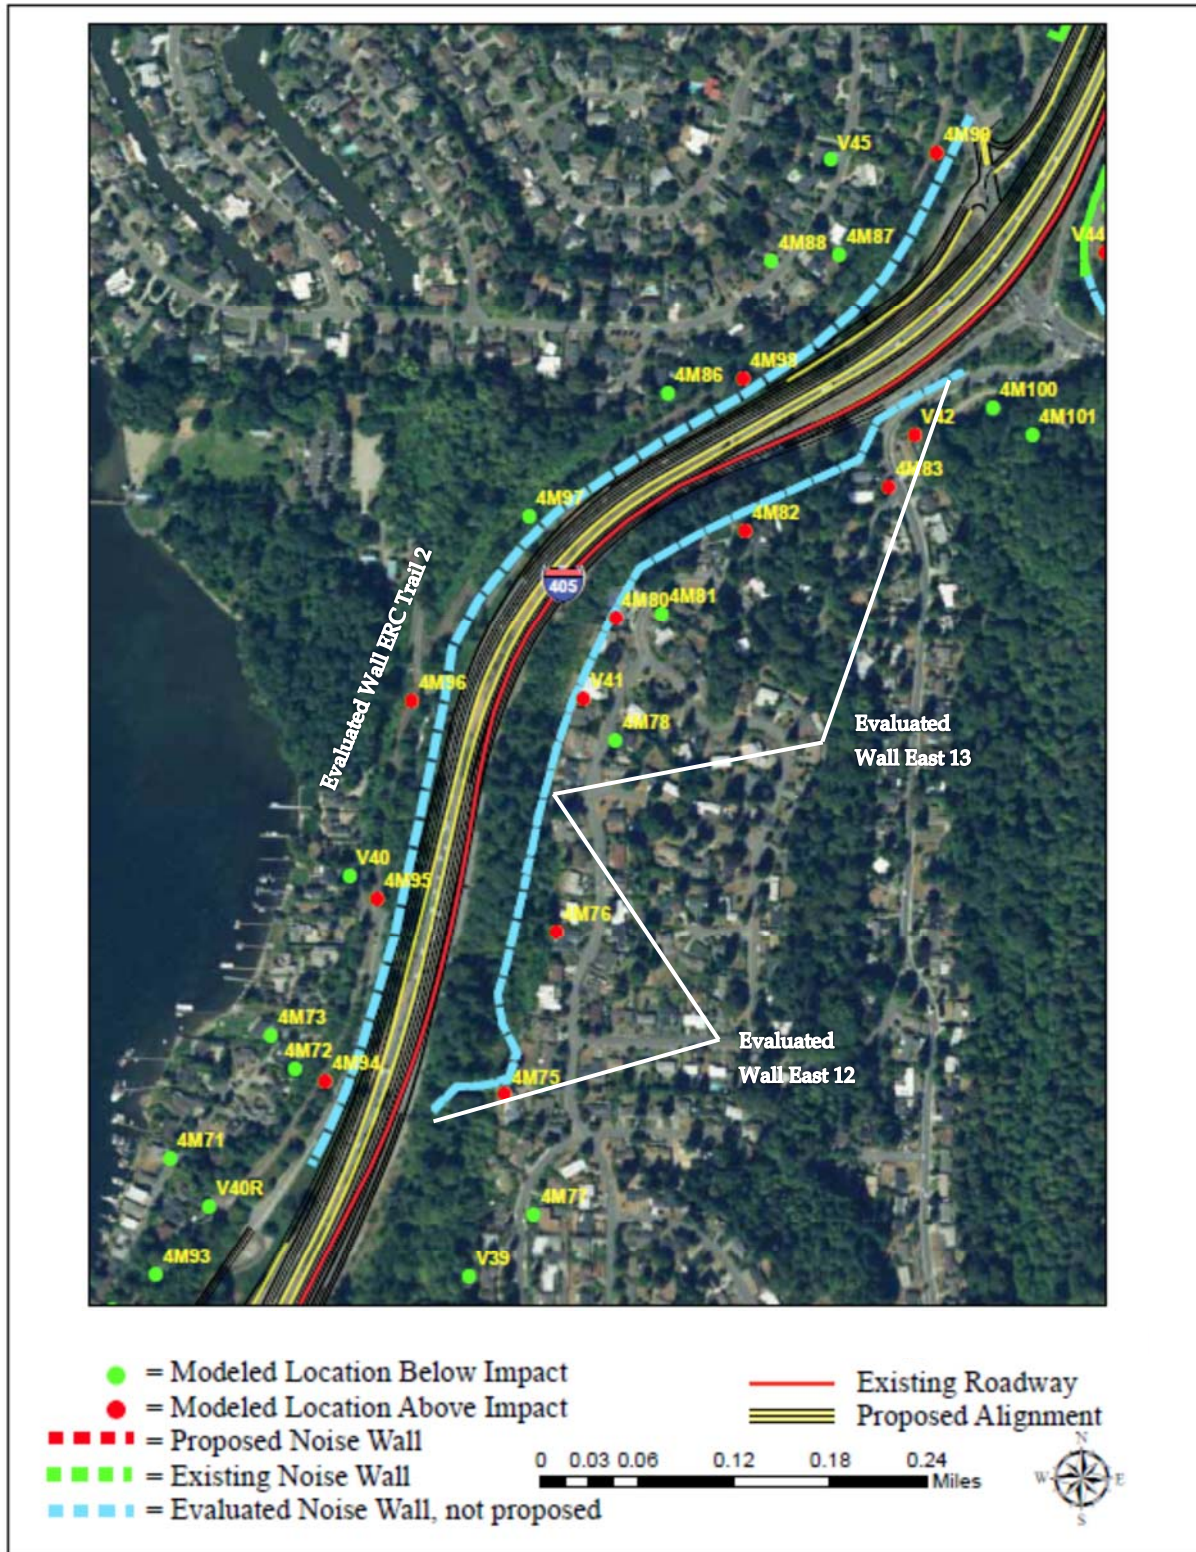 V45
4M99
4M88
4M87
V44
4M86
4M98
4M100
V42
4M101
4M83
4M97
4M82
405
4M80
4M81
Evaluated Wall ERC Trail 2
4M96
V41
4M78
Evaluated
Wall East 13
V40
4M95
4M76
4M73
4M72
4M94
Evaluated
Wall East 12
4M75
4M71
V40R
4M77
4M93
V39
= Modeled Location Below Impact
= Modeled Location Above Impact
= Proposed Noise Wall
= Existing Noise Wall
= Evaluated Noise Wall, not proposed
Existing Roadway
Proposed Alignment
0 0.03 0.06 0.12 0.18 0.24
Miles
N
W E
S